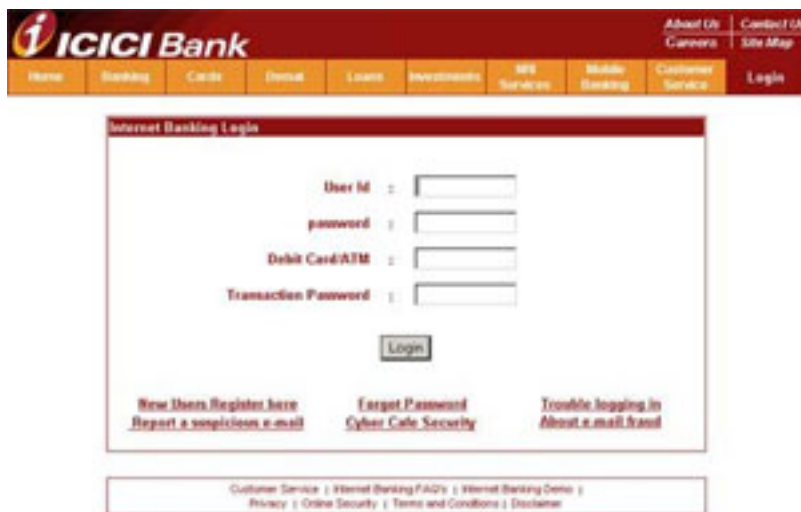 ICICI Bank
About Us
Contact Us
Careers
Site Map
Home
Banking
Cards
Demat
Loans
Investments
NRI Services
Mobile Banking
Customer Service
Login
Internet Banking Login
User Id :
password :
Debit Card/ATM :
Transaction Password :
Login
New Users Register here
Forgot Password
Trouble logging in
Report a suspicious e-mail
Cyber Cafe Security
About e-mail fraud
Customer Service | Internet Banking FAQ's | Internet Banking Demo |
Privacy | Online Security | Terms and Conditions | Disclaimer